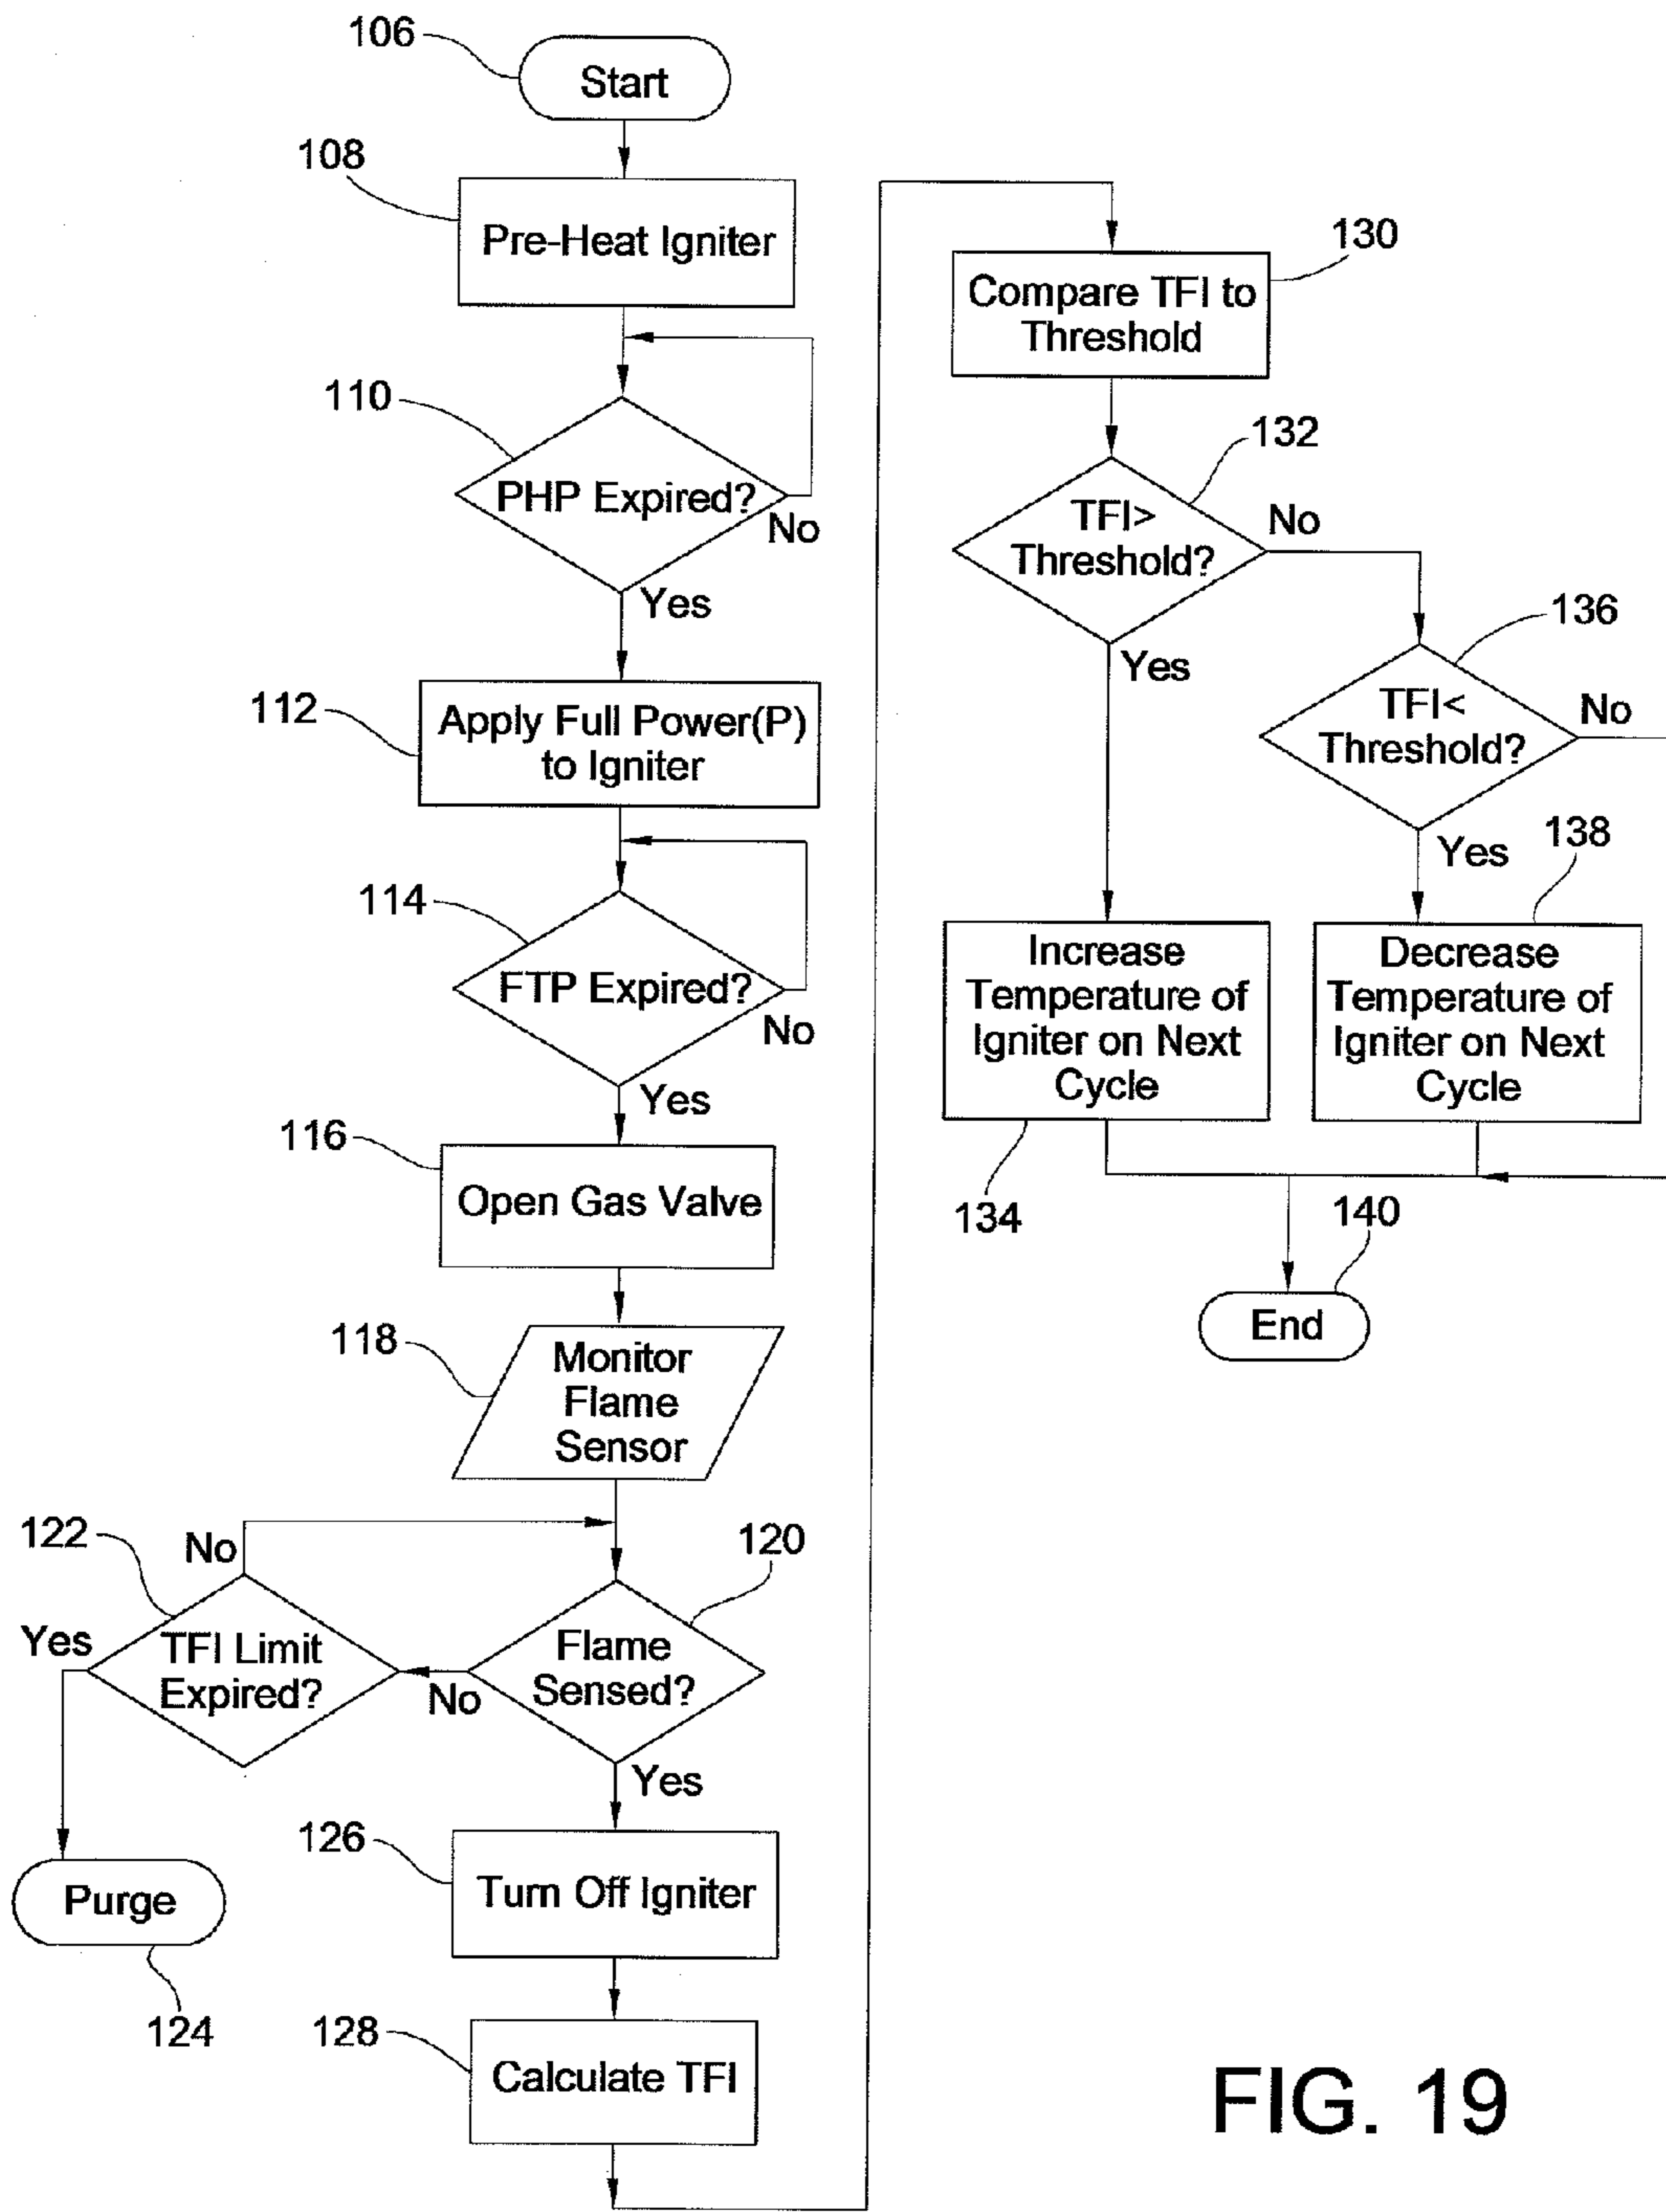 106
Start
108
Pre-Heat Igniter
110
PHP Expired?
No
Yes
112
Apply Full Power(P)
to Igniter
114
FTP Expired?
No
Yes
116
Open Gas Valve
118
Monitor
Flame
Sensor
122
No
120
Yes
TFI Limit
Expired?
No
Flame
Sensed?
Yes
Purge
124
126
Turn Off Igniter
128
Calculate TFI
130
Compare TFI to
Threshold
132
TFI>
Threshold?
No
Yes
136
TFI<
Threshold?
No
Yes
138
Increase
Temperature of
Igniter on Next
Cycle
134
Decrease
Temperature of
Igniter on Next
Cycle
140
End
FIG. 19